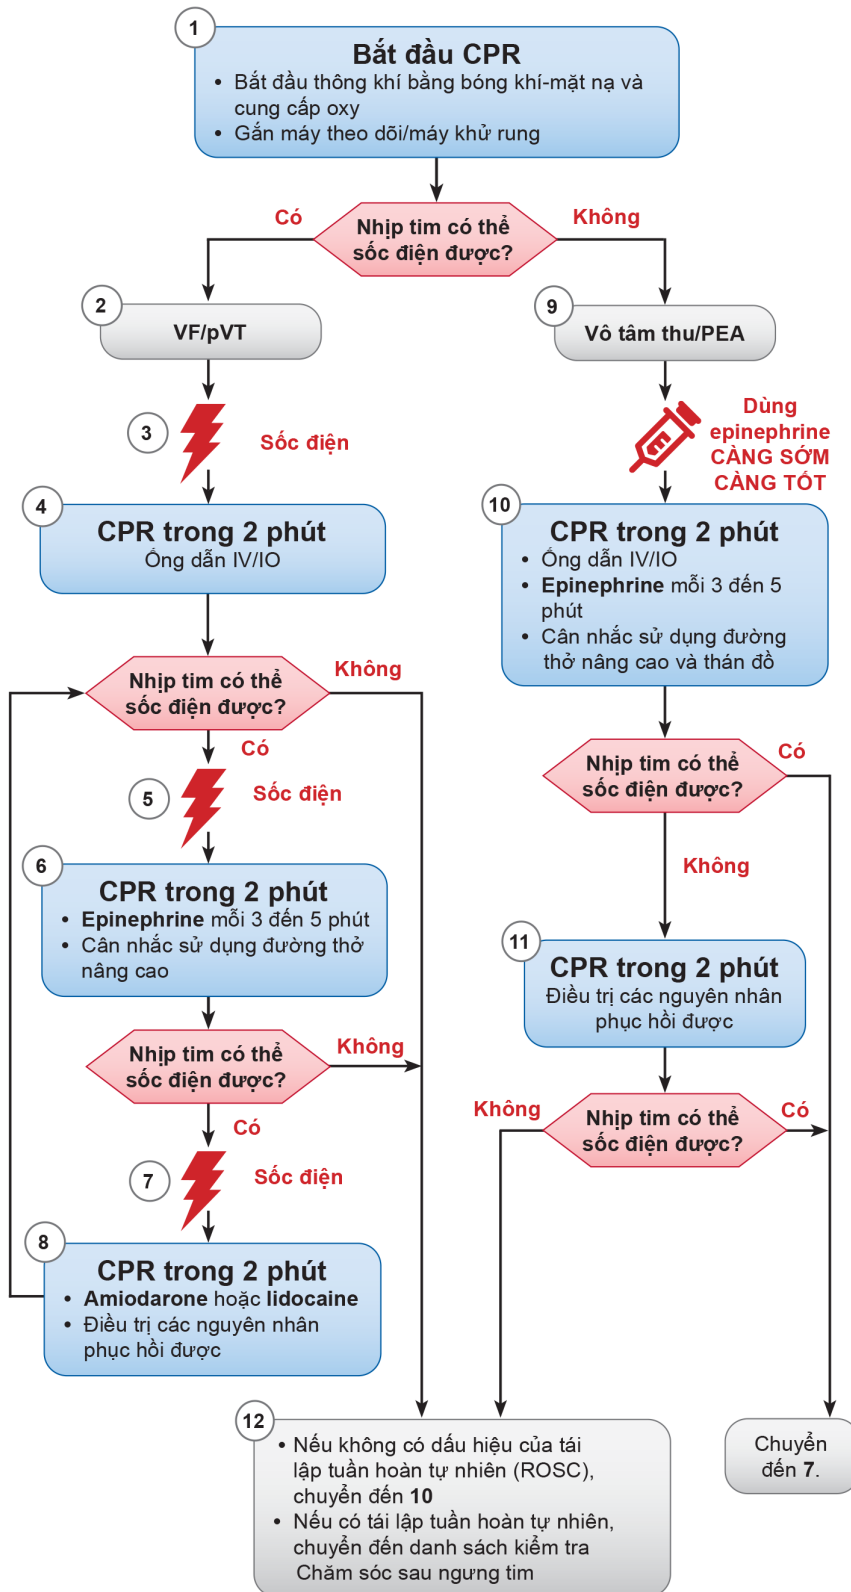 1
Bắt đầu CPR
• Bắt đầu thông khí bằng bóng khí-mặt nạ và
cung cấp oxy
• Gắn máy theo dõi/máy khử rung
Nhịp tim có thể
sốc điện được?
Có
Không
2
VF/pVT
3
Sốc điện
4
CPR trong 2 phút
Ống dẫn IV/IO
Nhịp tim có thể
sốc điện được?
Không
Có
5
Sốc điện
6
CPR trong 2 phút
• Epinephrine mỗi 3 đến 5 phút
• Cân nhắc sử dụng đường thở
nâng cao
Nhịp tim có thể
sốc điện được?
Không
Có
7
Sốc điện
8
CPR trong 2 phút
• Amiodarone hoặc lidocaine
• Điều trị các nguyên nhân
phục hồi được
9
Vô tâm thu/PEA
Dùng
epinephrine
CÀNG SỚM
CÀNG TỐT
10
CPR trong 2 phút
• Ống dẫn IV/IO
• Epinephrine mỗi 3 đến 5
phút
• Cân nhắc sử dụng đường
thở nâng cao và thán đồ
Nhịp tim có thể
sốc điện được?
Có
Không
11
CPR trong 2 phút
Điều trị các nguyên nhân
phục hồi được
Nhịp tim có thể
sốc điện được?
Không
Có
12
• Nếu không có dấu hiệu của tái
lập tuần hoàn tự nhiên (ROSC),
chuyển đến 10
• Nếu có tái lập tuần hoàn tự nhiên,
chuyển đến danh sách kiểm tra
Chăm sóc sau ngưng tim
Chuyển
đến 7.